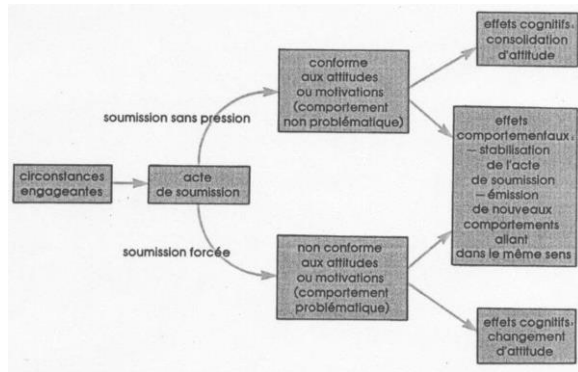 circonstances
engageantes
acte
de soumission
soumission sans pression
soumission forcée
conforme
aux attitudes
ou motivations
(comportement
non problématique)
non conforme
aux attitudes
ou motivations
(comportement
problématique)
effets cognitifs:
consolidation
d'attitude
effets
comportementaux:
— stabilisation
de l'acte
de soumission
— émission
de nouveaux
comportements
allant
dans le même sens
effets cognitifs:
changement
d'attitude